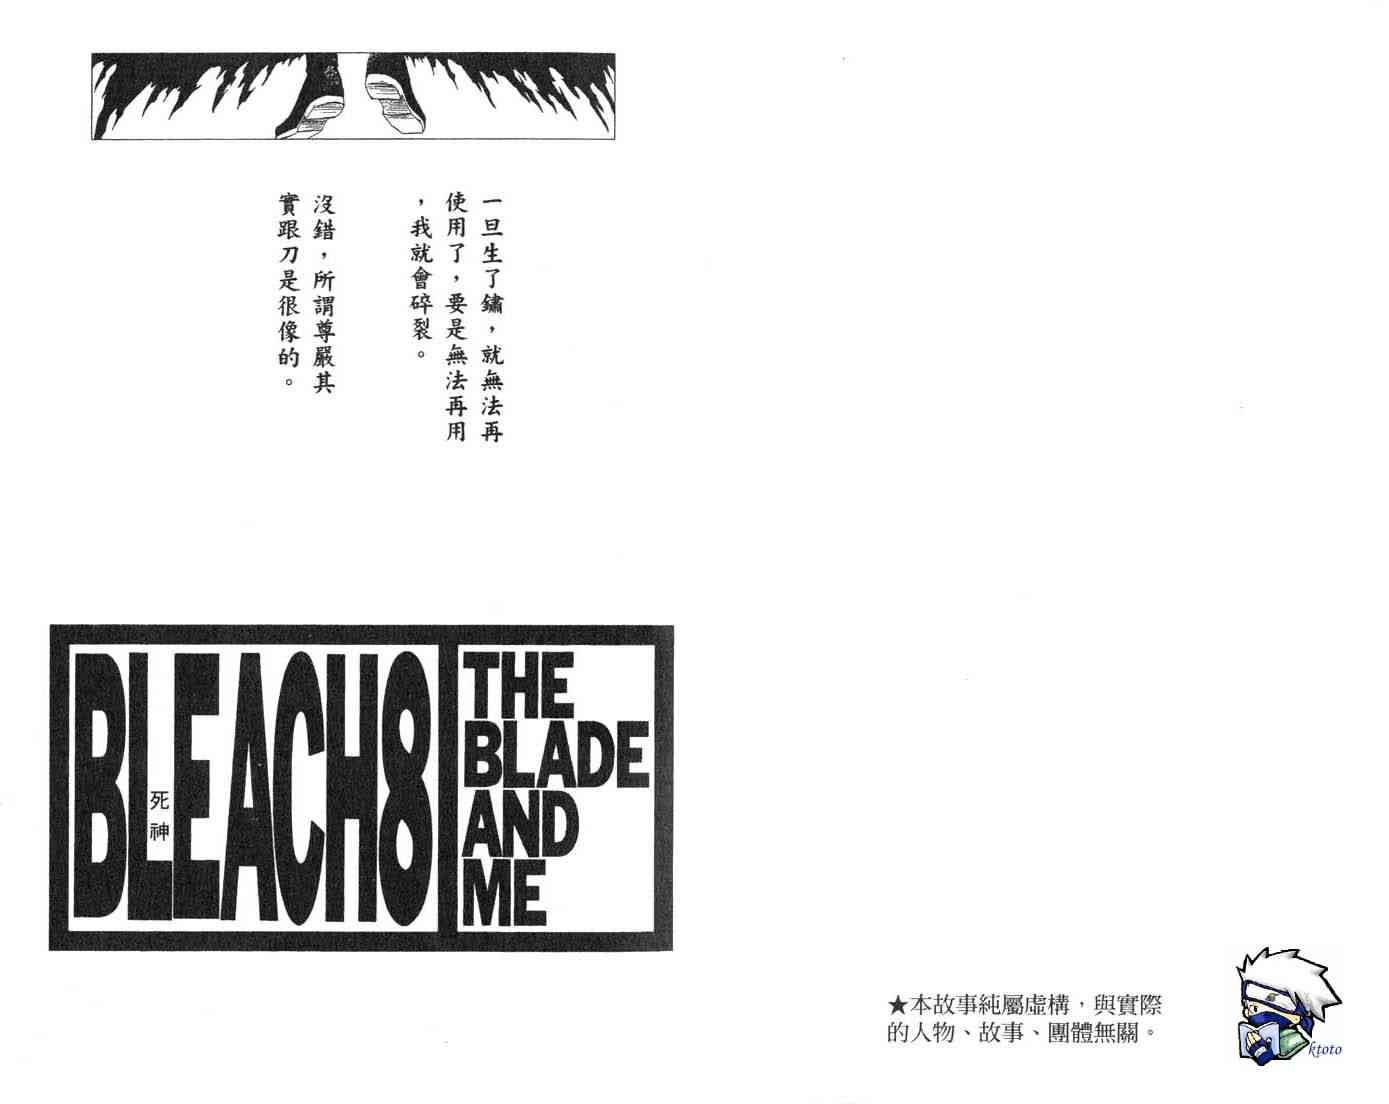 一旦生了鏽，就無法再
使用了，要是無法再用
，我就會碎裂。
沒錯，所謂尊嚴其
實跟刀是很像的。
BLEACH8
死神
THE
BLADE
AND
ME
★本故事純屬虛構，與實際
的人物、故事、團體無關。
ktoto